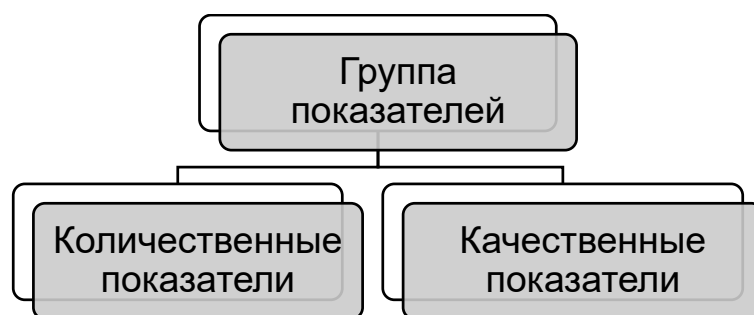 Группа
показателей
Количественные
показатели
Качественные
показатели